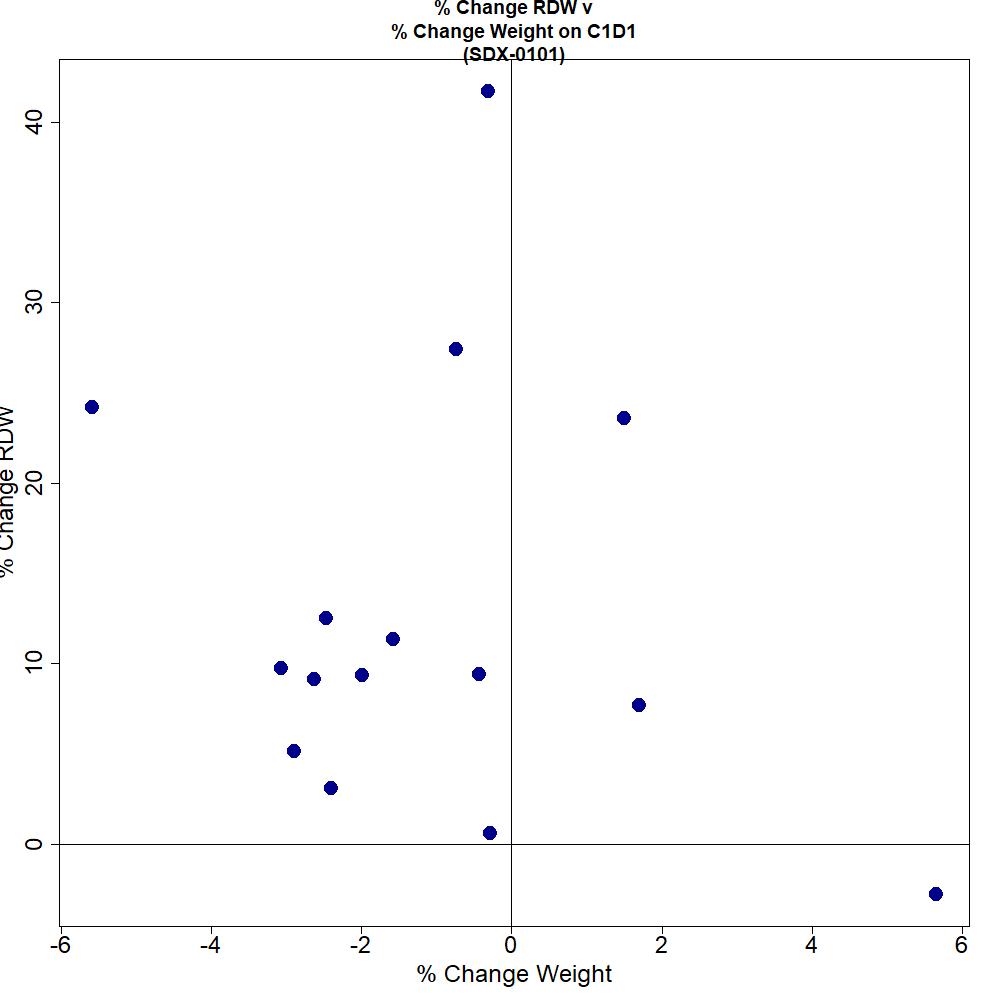 % Change RDW v
% Change Weight on C1D1
(SDX-0101)
40
30
20
10
0
% Change RDW
-6 -4 -2 0 2 4 6
% Change Weight